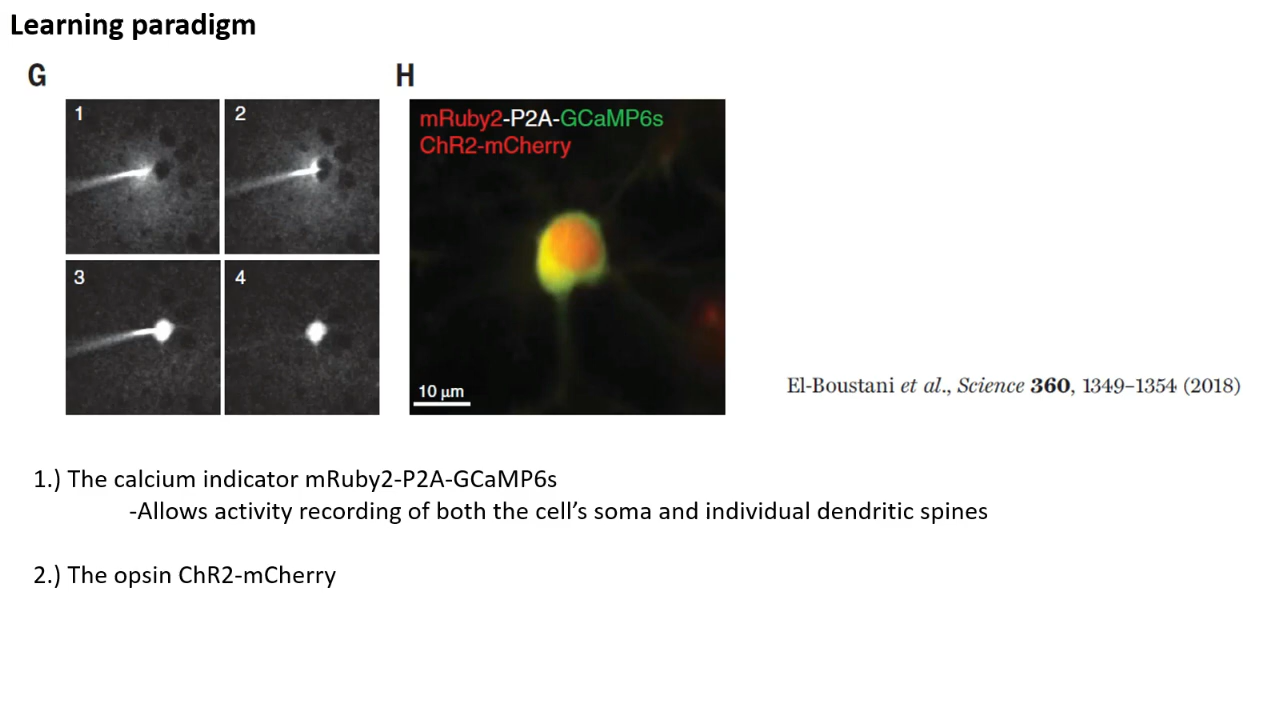 Learning paradigm
G
H
1
2
3
4
mRuby2-P2A-GCaMP6s
ChR2-mCherry
10 μm
El-Boustani et al., Science 360, 1349–1354 (2018)
1.) The calcium indicator mRuby2-P2A-GCaMP6s
-Allows activity recording of both the cell’s soma and individual dendritic spines
2.) The opsin ChR2-mCherry